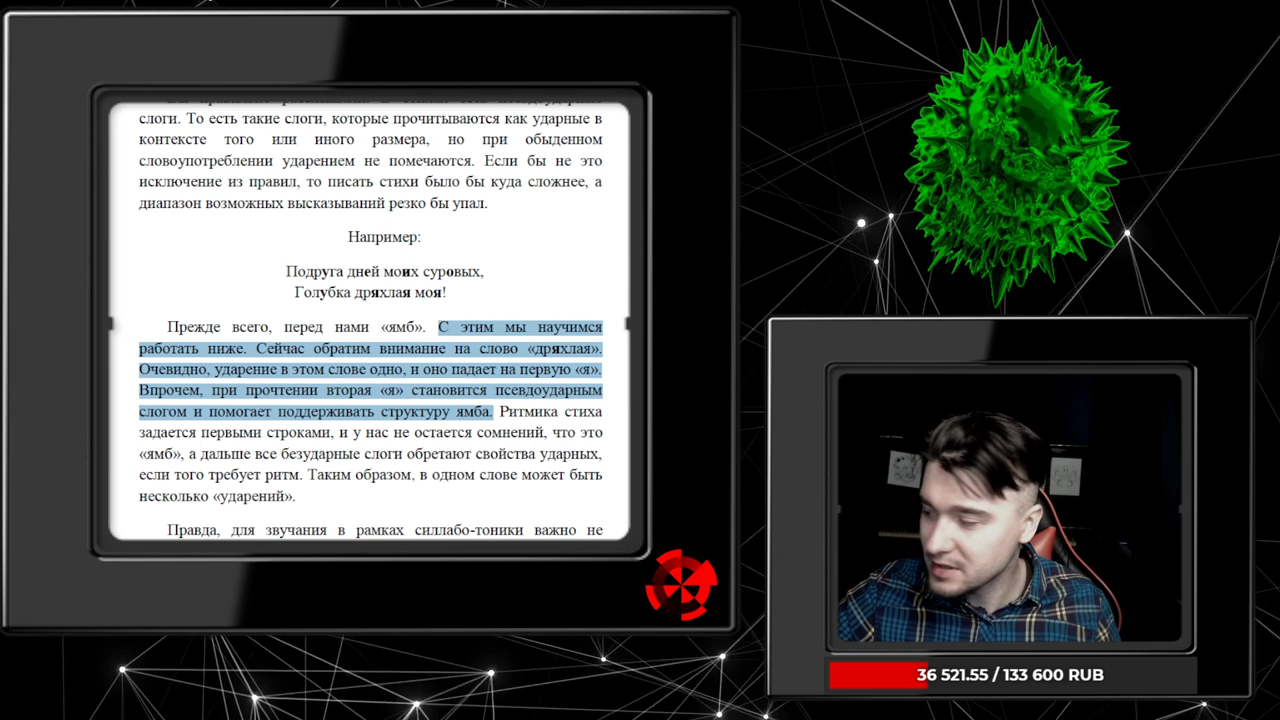 слоги. То есть такие слоги, которые прочитываются как ударные в
контексте того или иного размера, но при обыденном
словоупотреблении ударением не помечаются. Если бы не это
исключение из правил, то писать стихи было бы куда сложнее, а
диапазон возможных высказываний резко бы упал.
Например:
Подруга дней моих суровых,
Голубка дряхлая моя!
Прежде всего, перед нами «ямб». С этим мы научимся
работать ниже. Сейчас обратим внимание на слово «дряхлая».
Очевидно, ударение в этом слове одно, и оно падает на первую «я».
Впрочем, при прочтении вторая «я» становится псевдоударным
слогом и помогает поддерживать структуру ямба. Ритмика стиха
задается первыми строками, и у нас не остается сомнений, что это
«ямб», а дальше все безударные слоги обретают свойства ударных,
если того требует ритм. Таким образом, в одном слове может быть
несколько «ударений».
Правда, для звучания в рамках силлабо-тоники важно не
36 521.55 / 133 600 RUB